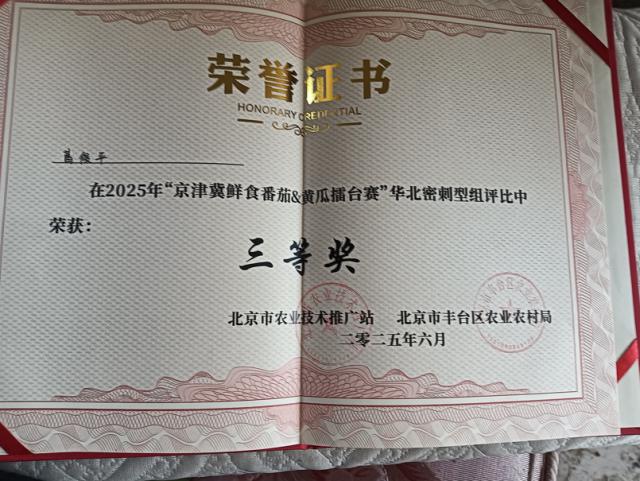 荣誉证书
HONORARY CREDENTIAL
葛银平
在2025年“京津冀鲜食番茄&黄瓜擂台赛”华北密刺型组评比中
荣获：
三等奖
北京市农业技术推广站 北京市丰台区农业农村局
二零二五年六月